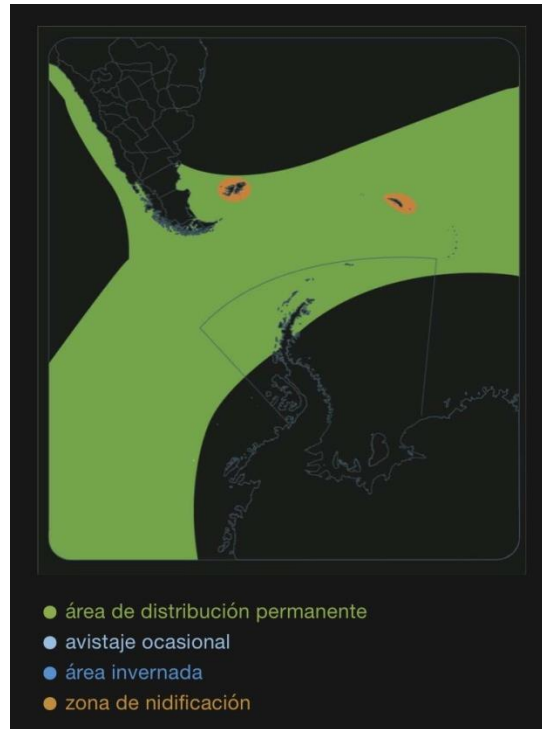 área de distribución permanente
avistaje ocasional
área invernada
zona de nidificación